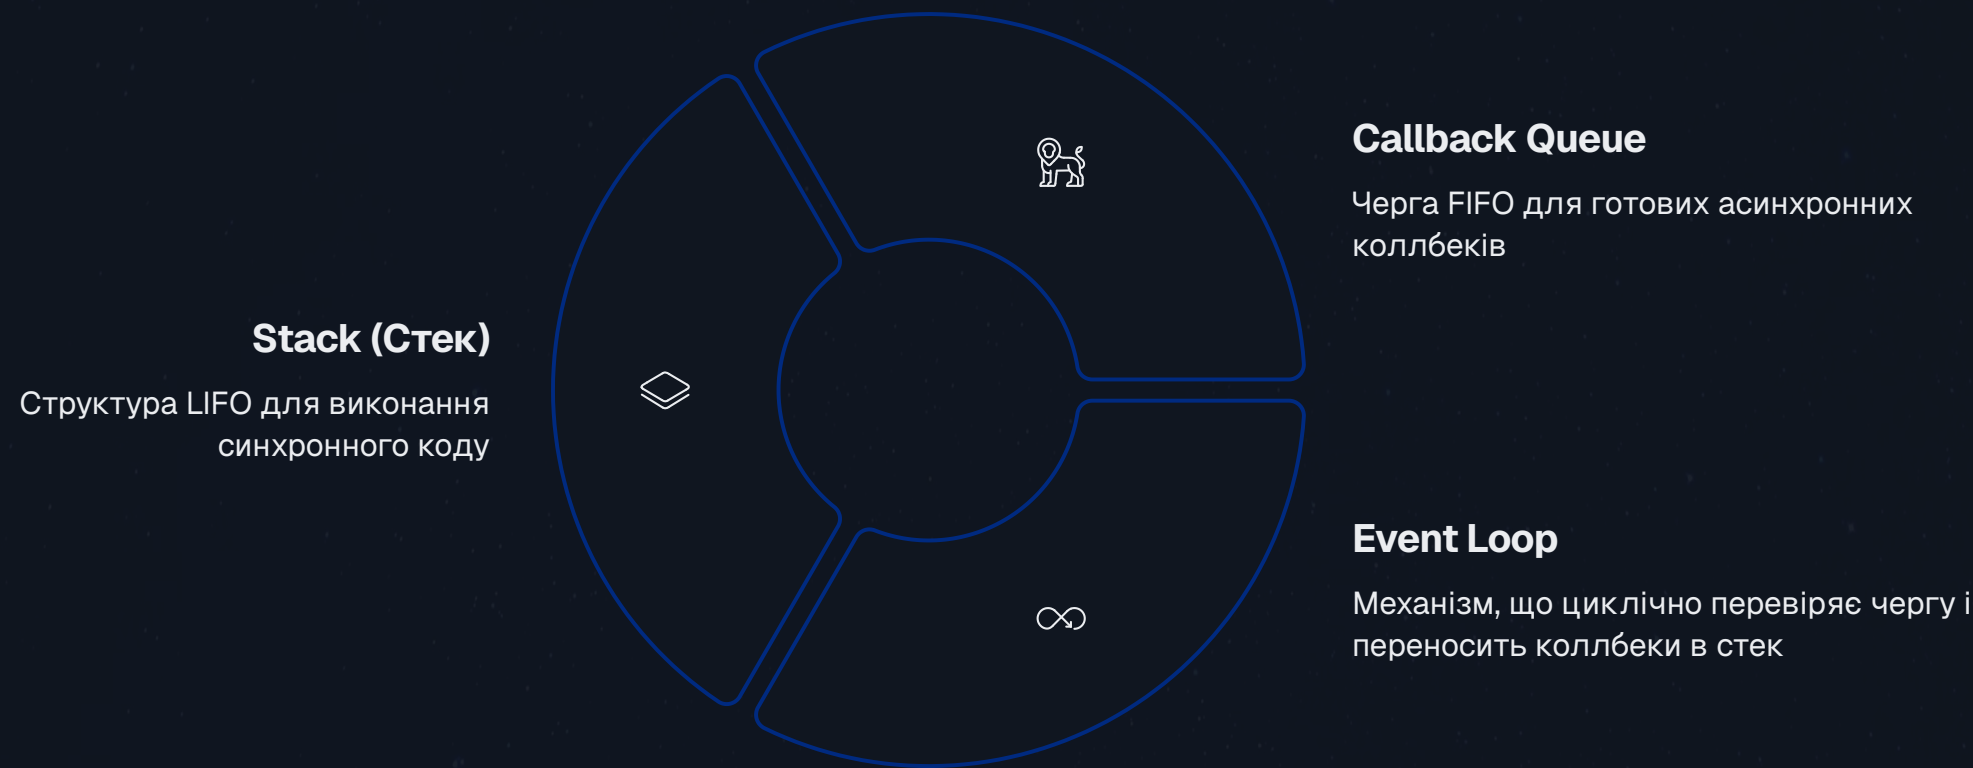 Callback Queue
Черга FIFO для готових асинхронних
коллбеків
Stack (Стек)
Структура LIFO для виконання
синхронного коду
Event Loop
Механізм, що циклічно перевіряє чергу і
переносить коллбеки в стек